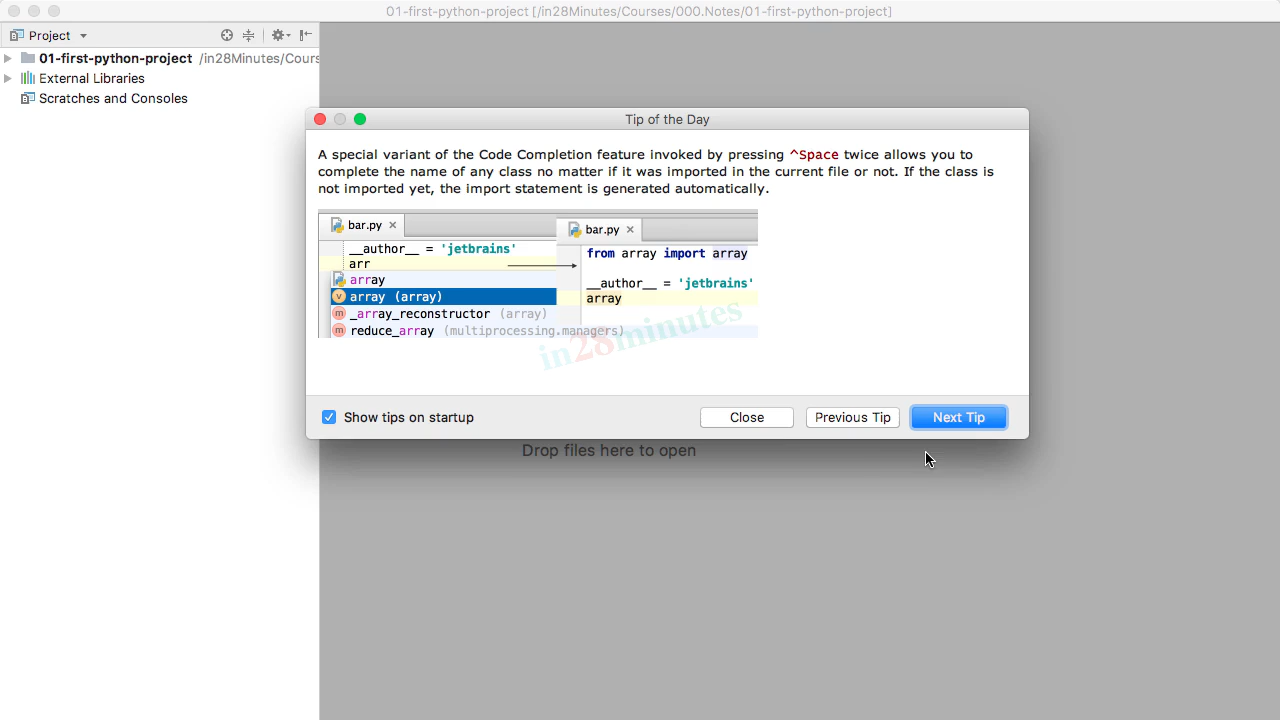 01-first-python-project [/in28Minutes/Courses/000.Notes/01-first-python-project]
Project
01-first-python-project /in28Minutes/Cours
External Libraries
Scratches and Consoles
Tip of the Day
A special variant of the Code Completion feature invoked by pressing ^Space twice allows you to
complete the name of any class no matter if it was imported in the current file or not. If the class is
not imported yet, the import statement is generated automatically.
bar.py
__author__ = 'jetbrains'
arr
array
array (array)
_array_reconstructor (array)
reduce_array (multiprocessing.managers)
bar.py
from array import array
__author__ = 'jetbrains'
array
in28minutes
Show tips on startup
Close
Previous Tip
Next Tip
Drop files here to open